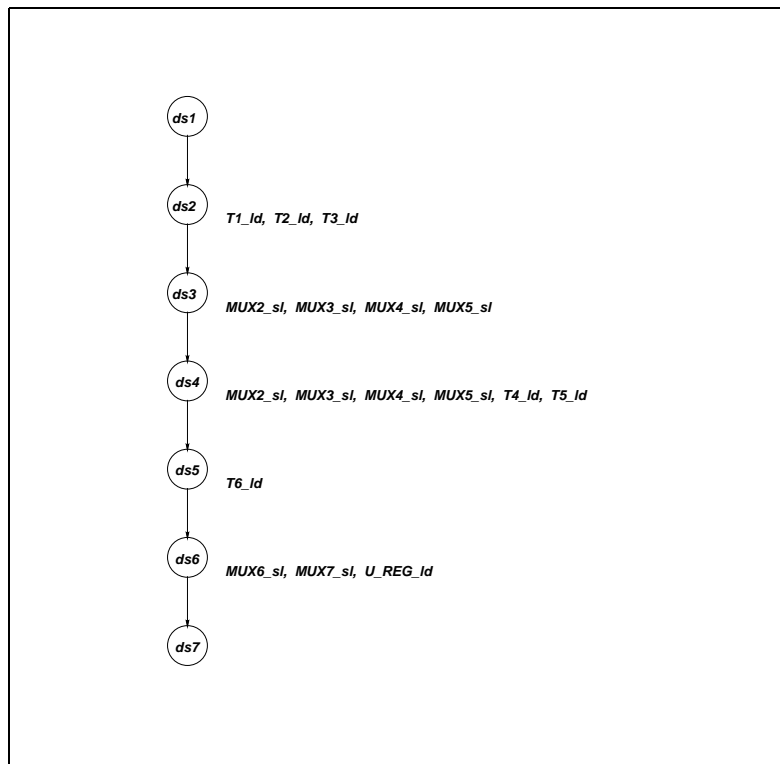 ds1
ds2
T1_ld, T2_ld, T3_ld
ds3
MUX2_sl, MUX3_sl, MUX4_sl, MUX5_sl
ds4
MUX2_sl, MUX3_sl, MUX4_sl, MUX5_sl, T4_ld, T5_ld
ds5
T6_ld
ds6
MUX6_sl, MUX7_sl, U_REG_ld
ds7